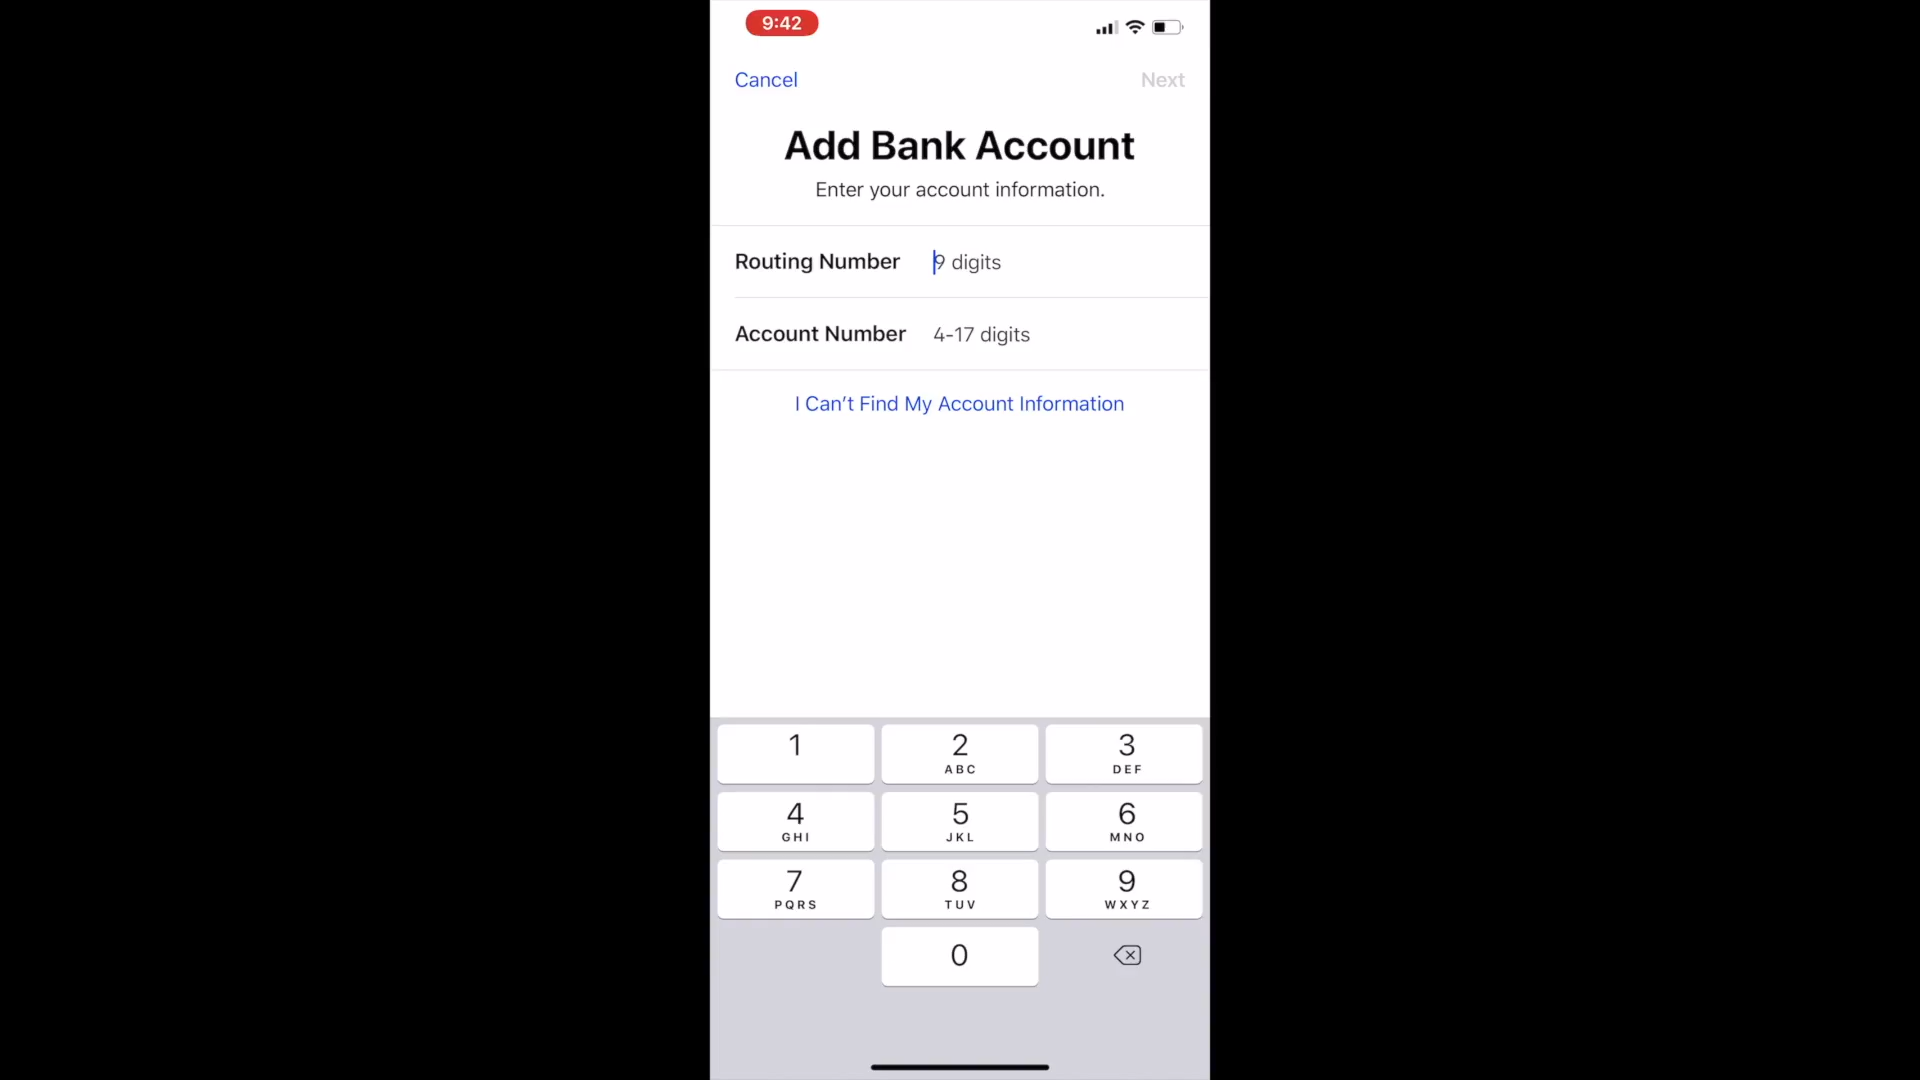 9:42
Cancel
Next
Add Bank Account
Enter your account information.
Routing Number 9 digits
Account Number 4-17 digits
I Can’t Find My Account Information
1
2
3
ABC
DEF
4
5
6
GHI
JKL
MNO
7
8
9
PQRS
TUV
WXYZ
0